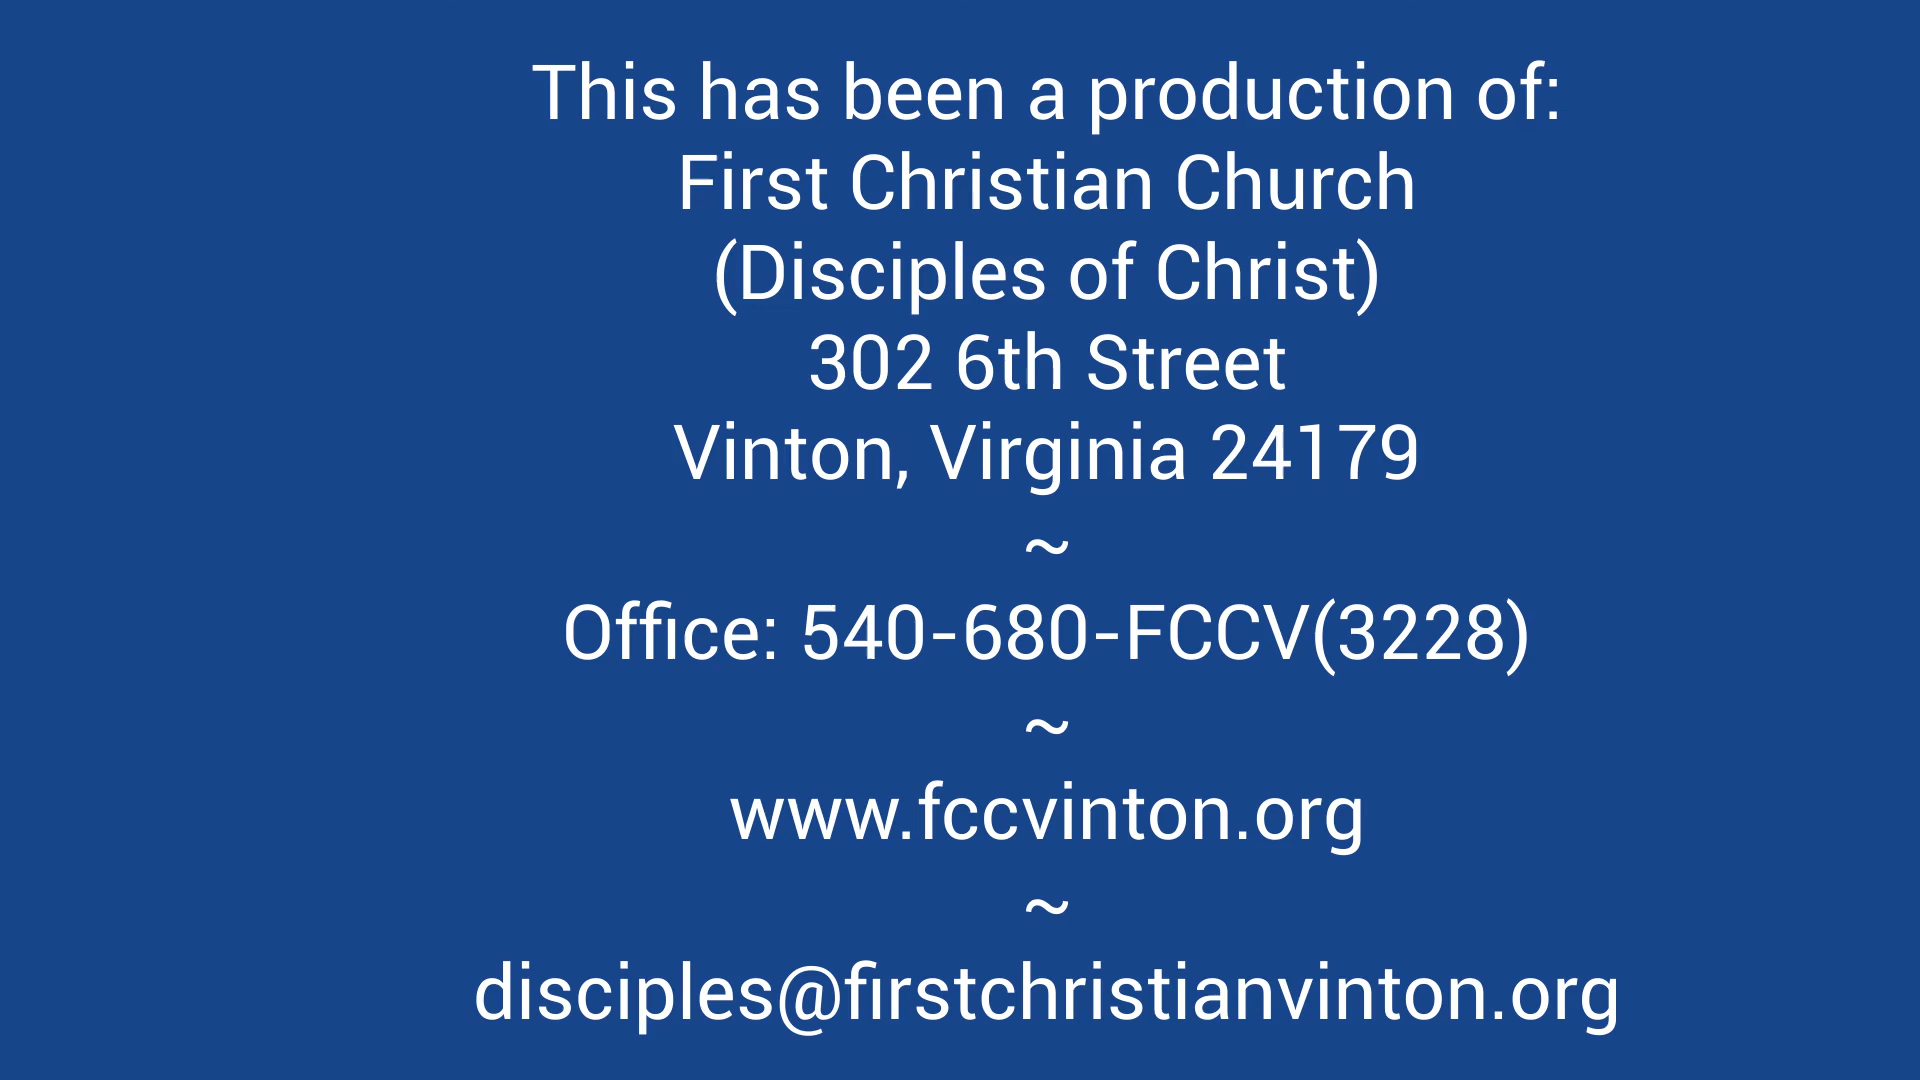 This has been a production of:
First Christian Church
(Disciples of Christ)
302 6th Street
Vinton, Virginia 24179
~
Office: 540-680-FCCV(3228)
~
www.fccvinton.org
~
disciples@firstchristianvinton.org